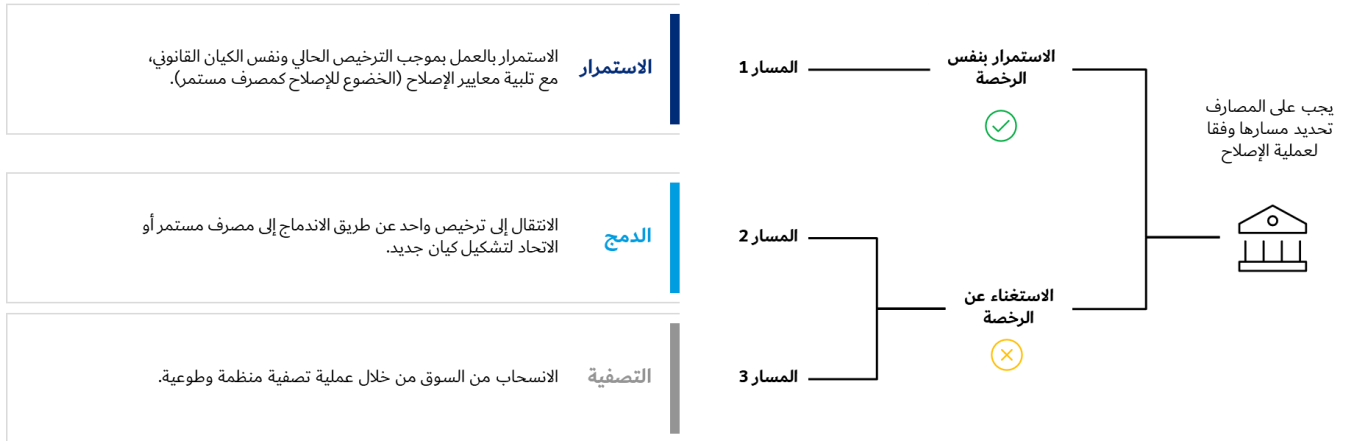 يجب على المصارف
تحديد مسارها وفقا
لعملية الإصلاح
الاستمرار بنفس
الرخصة
المسار 1
الاستمرار
الاستمرار بالعمل بموجب الترخيص الحالي ونفس الكيان القانوني،
مع تلبية معايير الإصلاح (الخضوع للإصلاح كمصرف مستمر).
الاستغناء عن
الرخصة
المسار 2
الدمج
الانتقال إلى ترخيص واحد عن طريق الاندماج إلى مصرف مستمر أو
الاتحاد لتشكيل كيان جديد.
المسار 3
التصفية
الانسحاب من السوق من خلال عملية تصفية منظمة وطوعية.